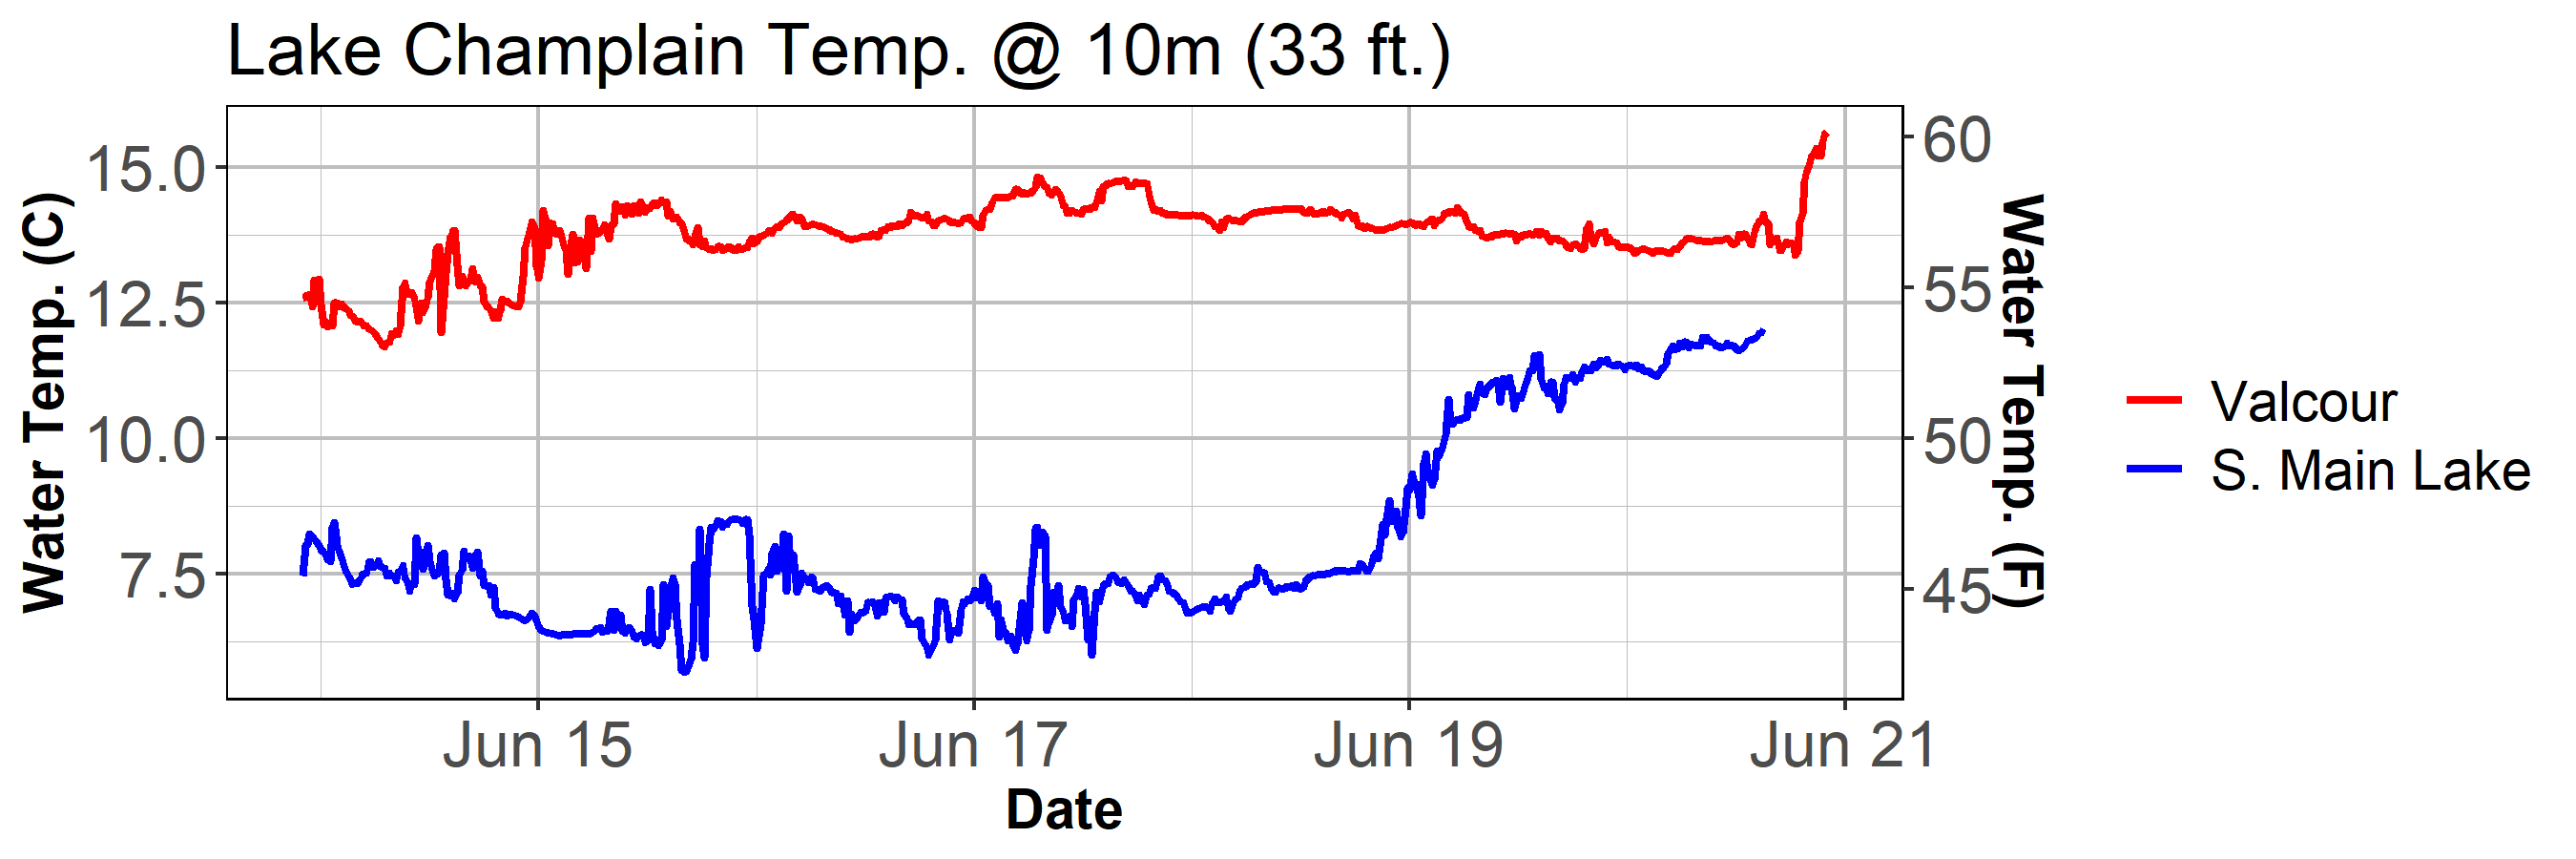 Lake Champlain Temp. @ 10m (33 ft.)
Water Temp. (C)
15.0
12.5
10.0
7.5
60
55
50
45
Water Temp. (F)
Jun 15
Jun 17
Jun 19
Jun 21
Date
Valcour
S. Main Lake